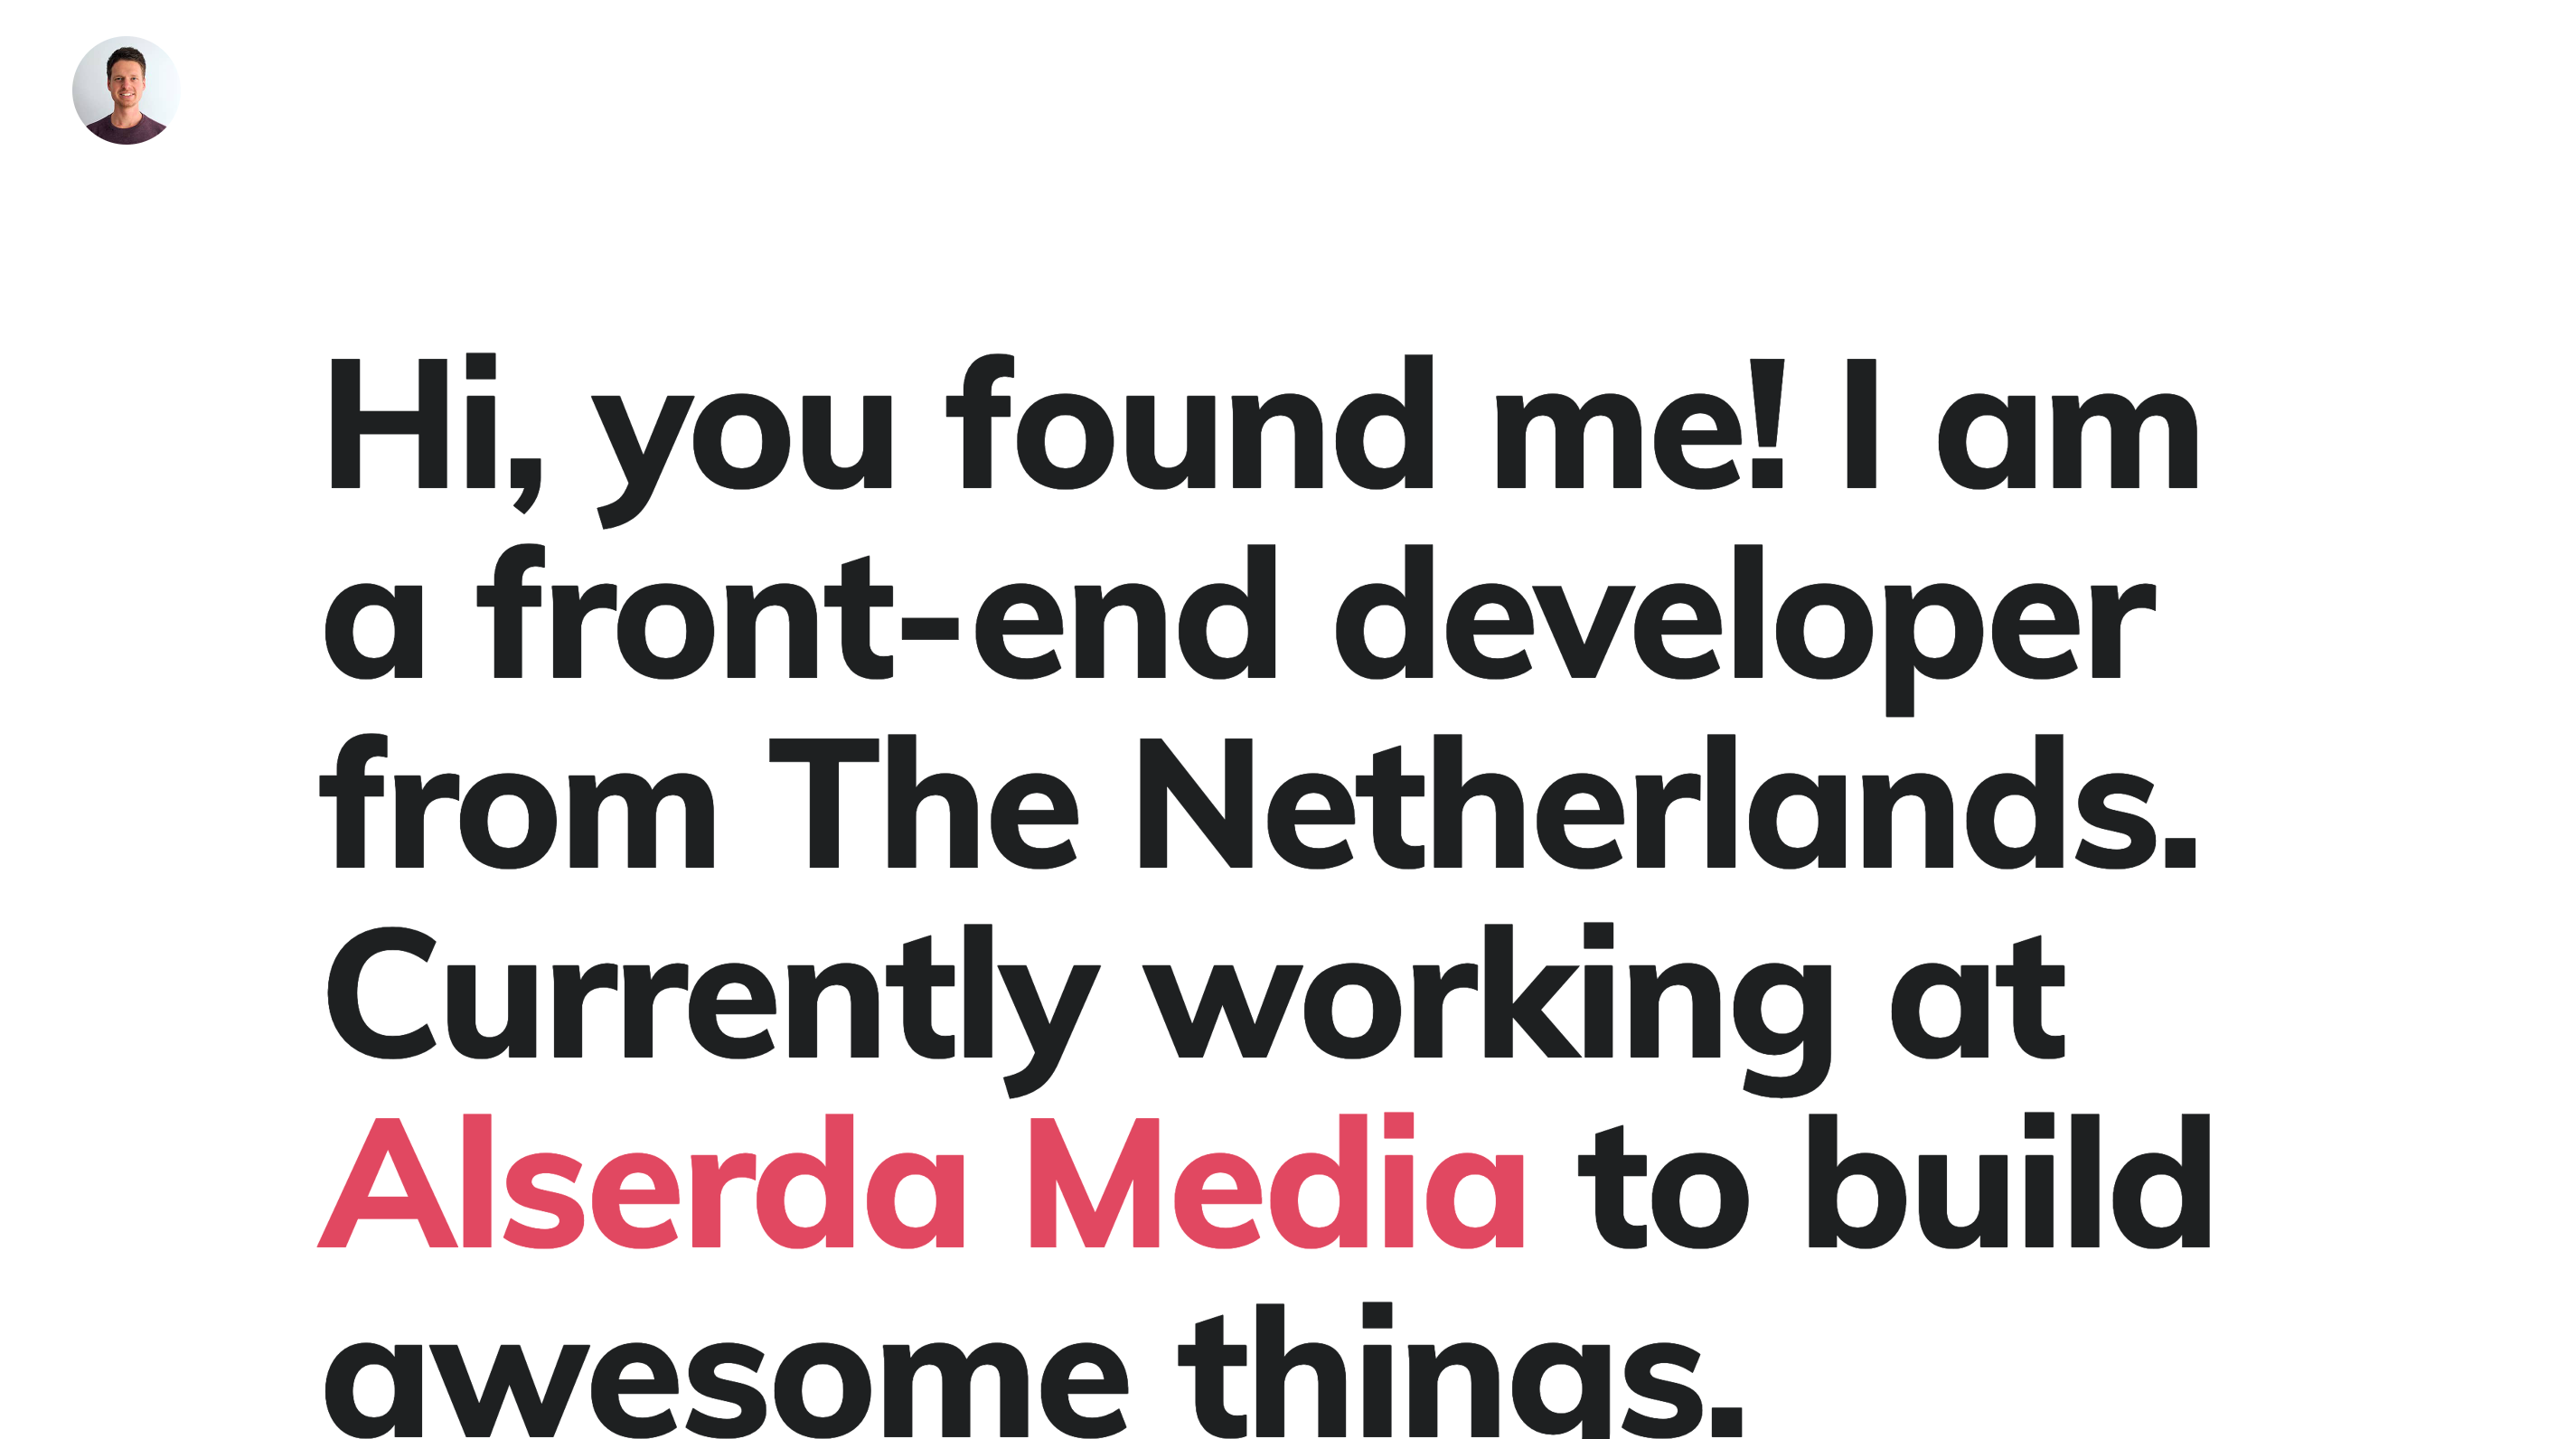 Hi, you found me! I am
a front-end developer
from The Netherlands.
Currently working at
Alserda Media to build
awesome things.